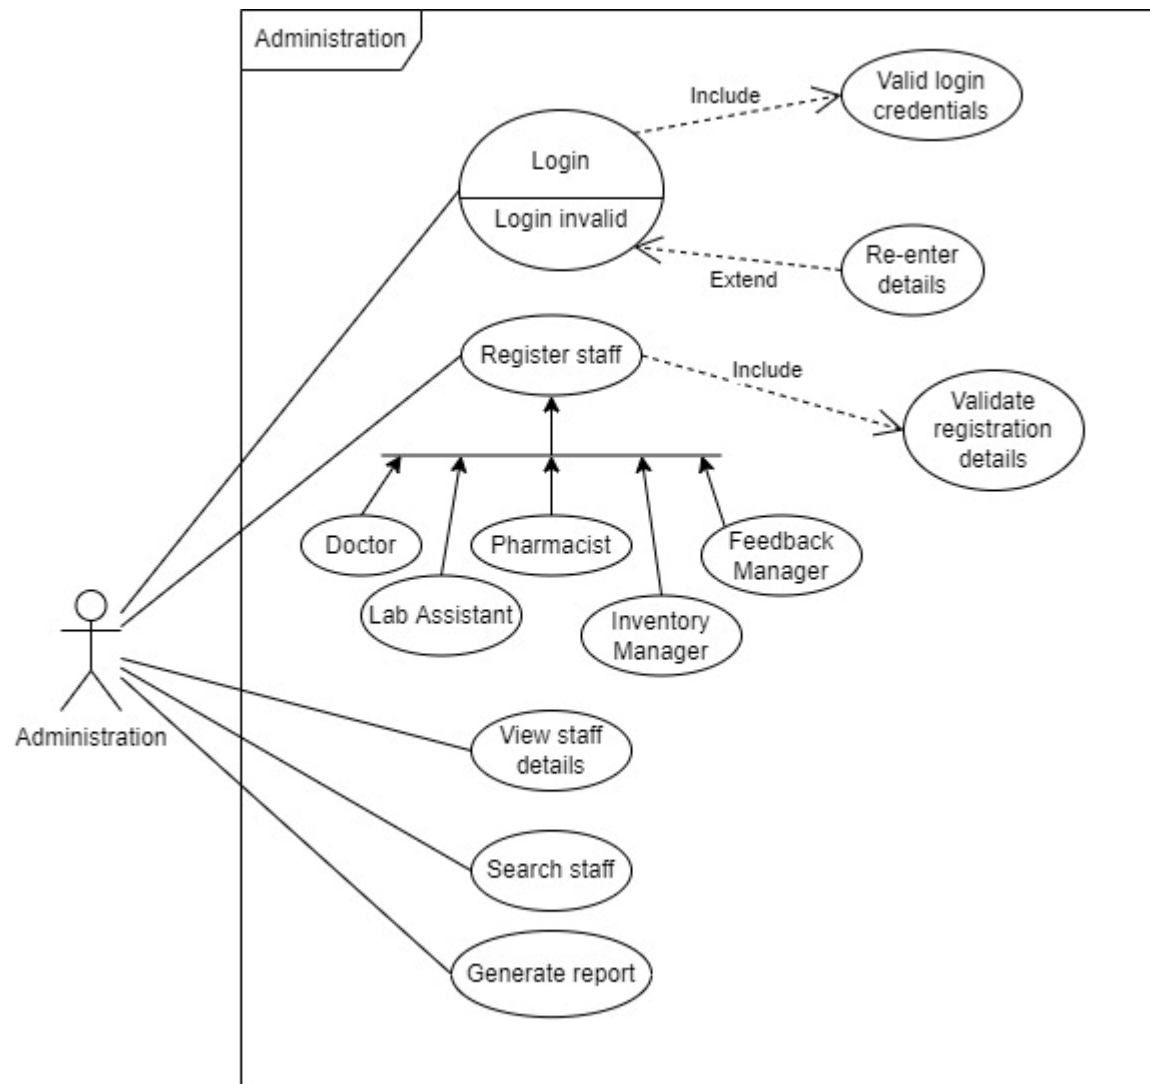 Administration
Include
Valid login
credentials
Login
Login invalid
Extend
Re-enter
details
Register staff
Include
Validate
registration
details
Doctor
Pharmacist
Feedback
Manager
Lab Assistant
Inventory
Manager
Administration
View staff
details
Search staff
Generate report